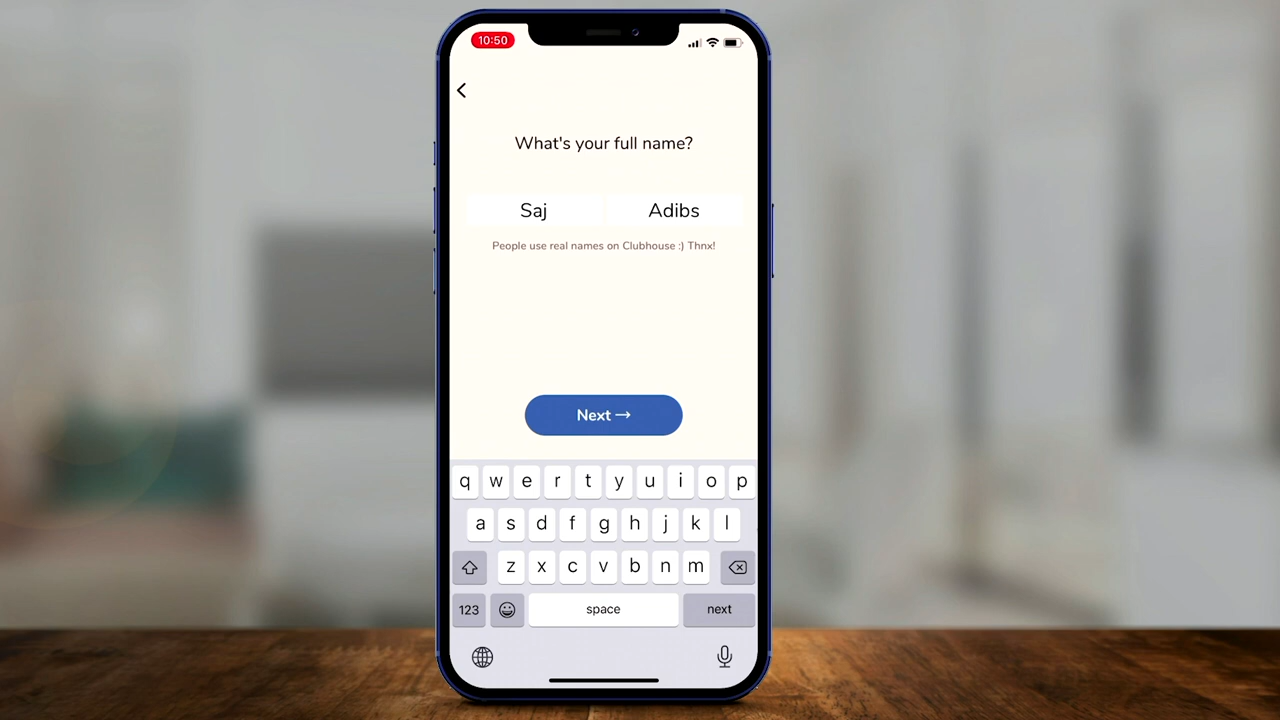 10:50
What's your full name?
Saj Adibs
People use real names on Clubhouse :) Thnx!
Next →
q w e r t y u i o p
a s d f g h j k l
z x c v b n m
123 space next